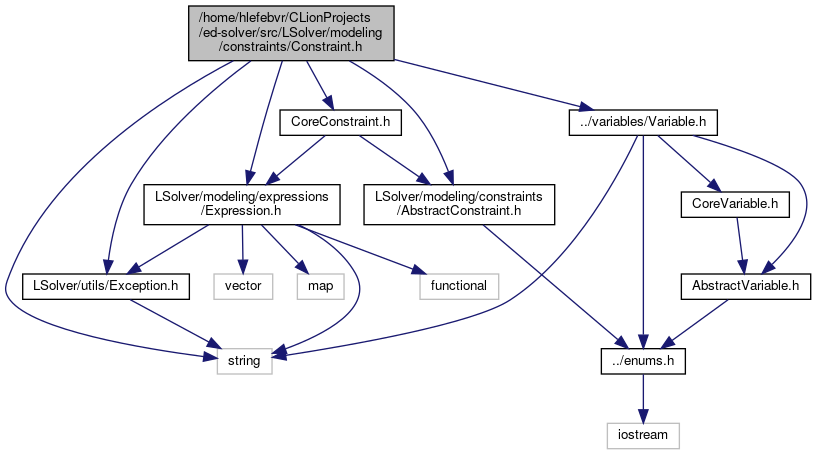 /home/hlefebvr/CLionProjects
/ed-solver/src/LSolver/modeling
/constraints/Constraint.h
CoreConstraint.h
../variables/Variable.h
LSolver/modeling/expressions
/Expression.h
LSolver/modeling/constraints
/AbstractConstraint.h
CoreVariable.h
LSolver/utils/Exception.h
vector
map
functional
AbstractVariable.h
string
../enums.h
iostream